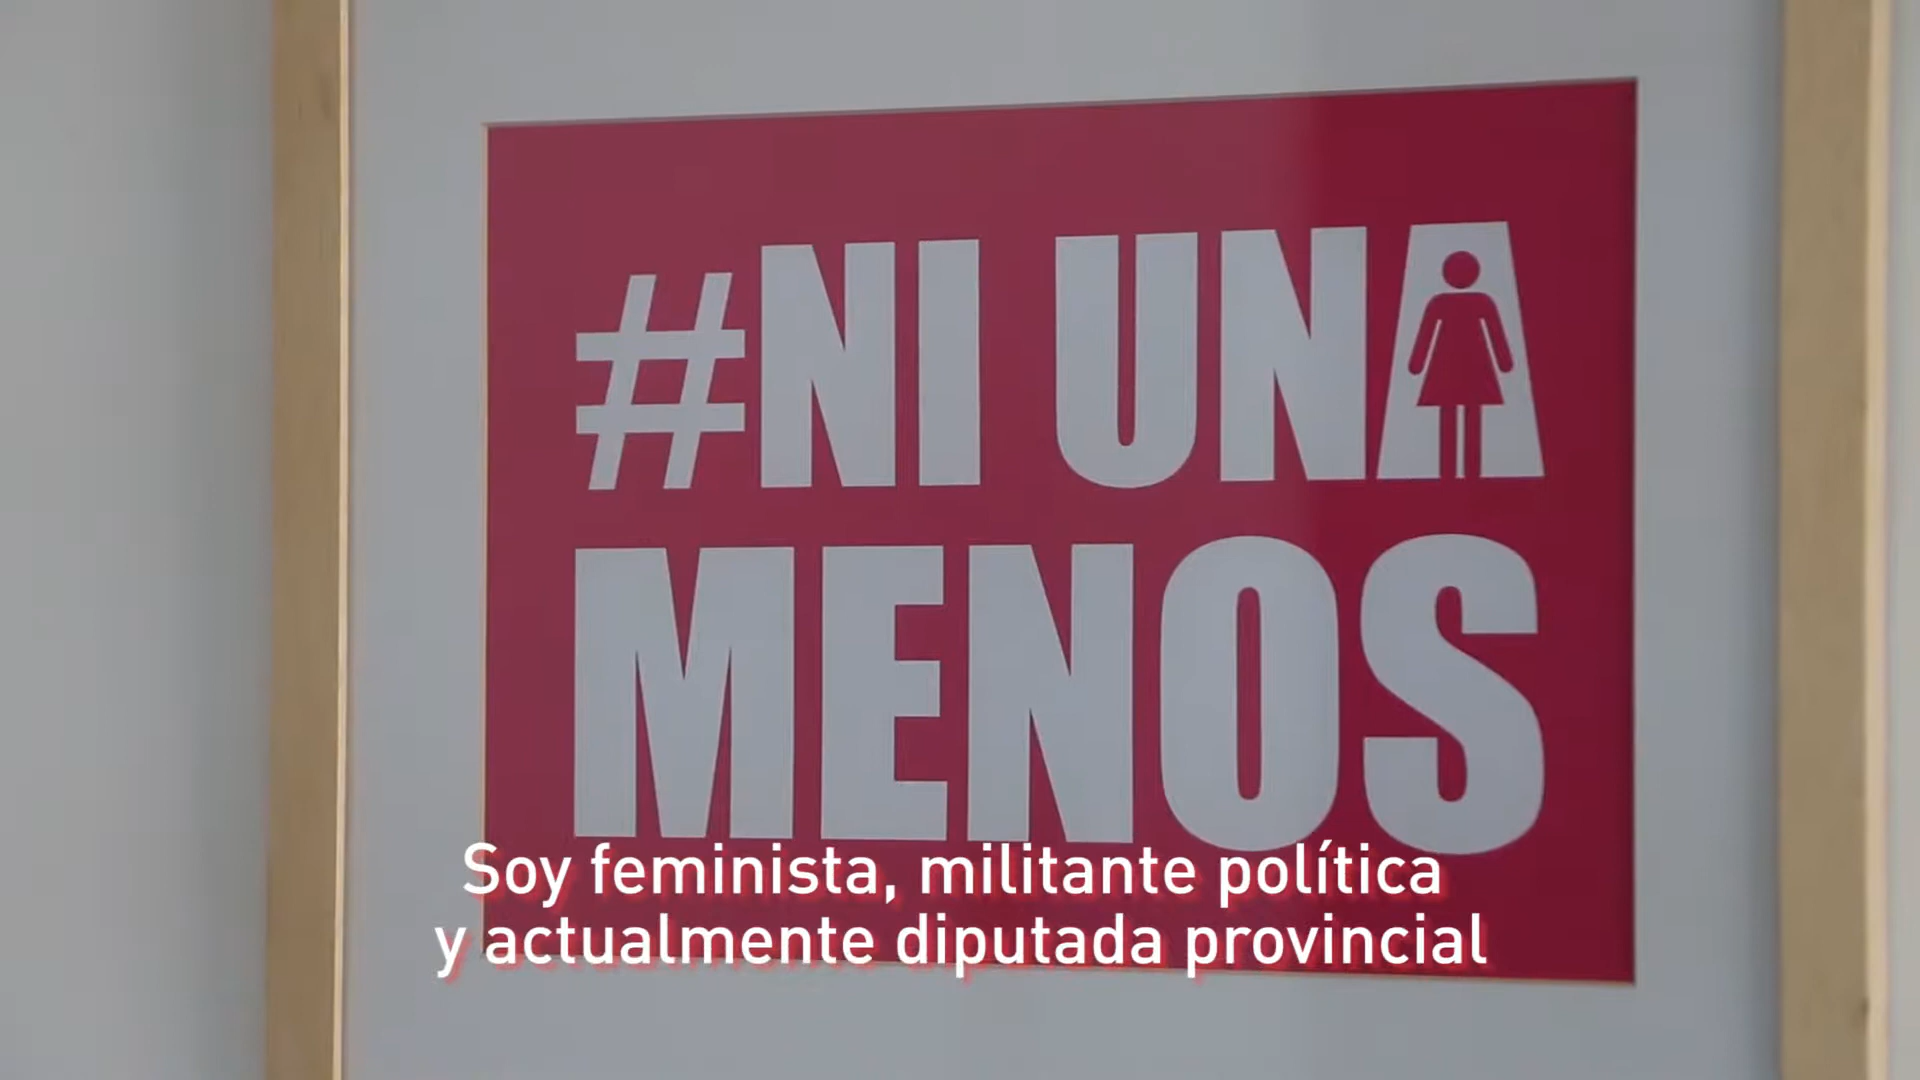 #NI UNA
MENOS
Soy feminista, militante política
y actualmente diputada provincial